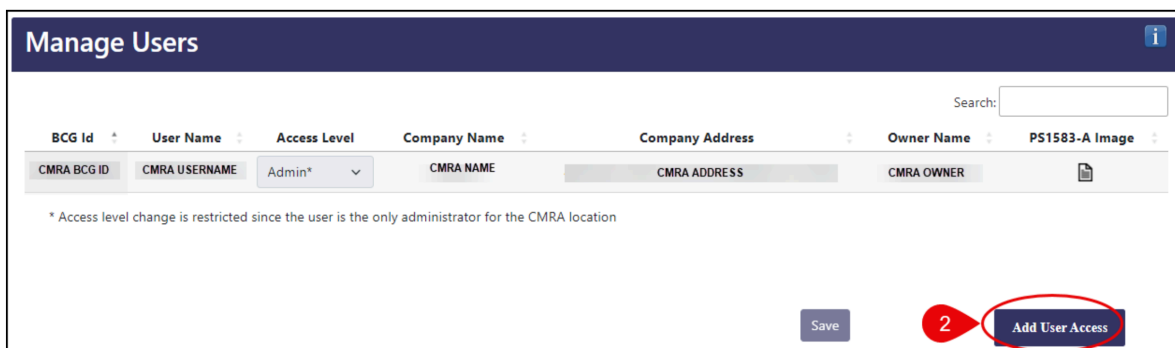 Manage Users
i
Search:
BCG Id User Name Access Level Company Name Company Address Owner Name PS1583-A Image
CMRA BCG ID CMRA USERNAME Admin* CMRA NAME CMRA ADDRESS CMRA OWNER
* Access level change is restricted since the user is the only administrator for the CMRA location
Save 2 Add User Access